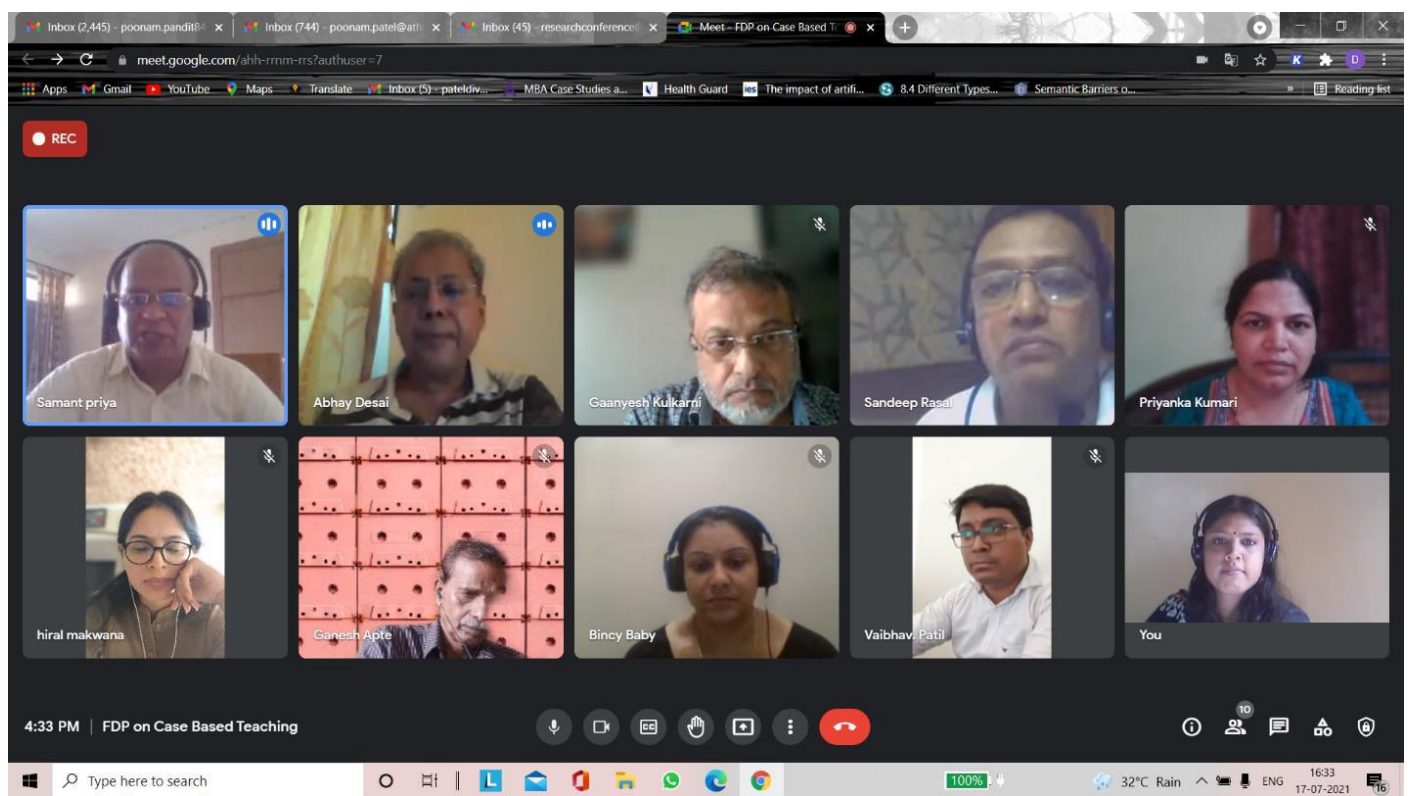 Inbox (2,445) - poonam.pandit84
Inbox (744) - poonam.patel@ath
Inbox (45) - researchconference
Meet - FDP on Case Based T
meet.google.com/ahh-rrnm-rrs?authuser=7
K
D
Apps
Gmail
YouTube
Maps
Translate
Inbox (5) - pateldiv...
MBA Case Studies a...
Health Guard
ies
The impact of artifi...
8.4 Different Types...
Semantic Barriers o...
»
Reading list
REC
Samant priya
Abhay Desai
Gaanyesh Kulkarni
Sandeep Rasal
Priyanka Kumari
hiral makwana
Ganesh Apte
Bincy Baby
Vaibhav. Patil
You
4:33 PM | FDP on Case Based Teaching
CC
10
Type here to search
L
100%
32°C Rain
ENG
16:33
17-07-2021
16